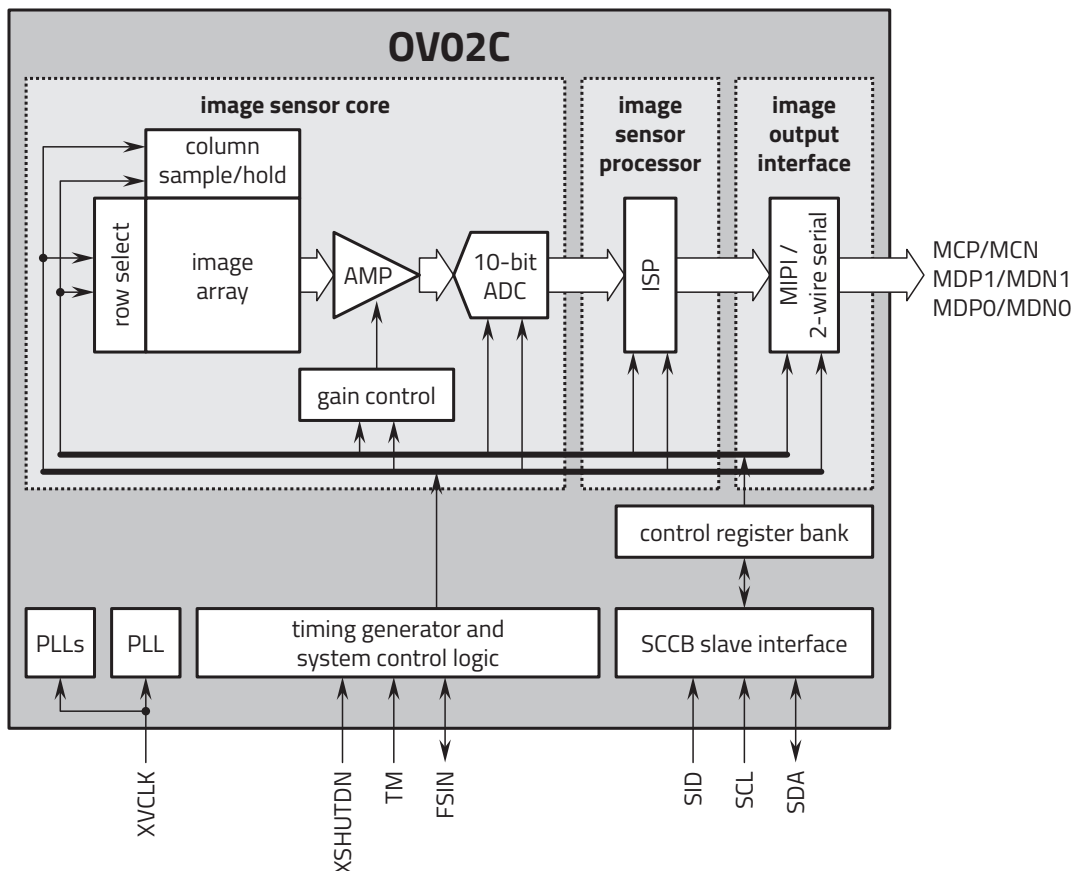 OV02C
image sensor core
image
sensor
processor
image
output
interface
column
sample/hold
row select
image
array
AMP
10-bit
ADC
ISP
MIPI /
2-wire serial
MCP/MCN
MDP1/MDN1
MDP0/MDN0
gain control
control register bank
PLLs
PLL
timing generator and
system control logic
SCCB slave interface
XVCLK
XSHUTDN
TM
FSIN
SID
SCL
SDA